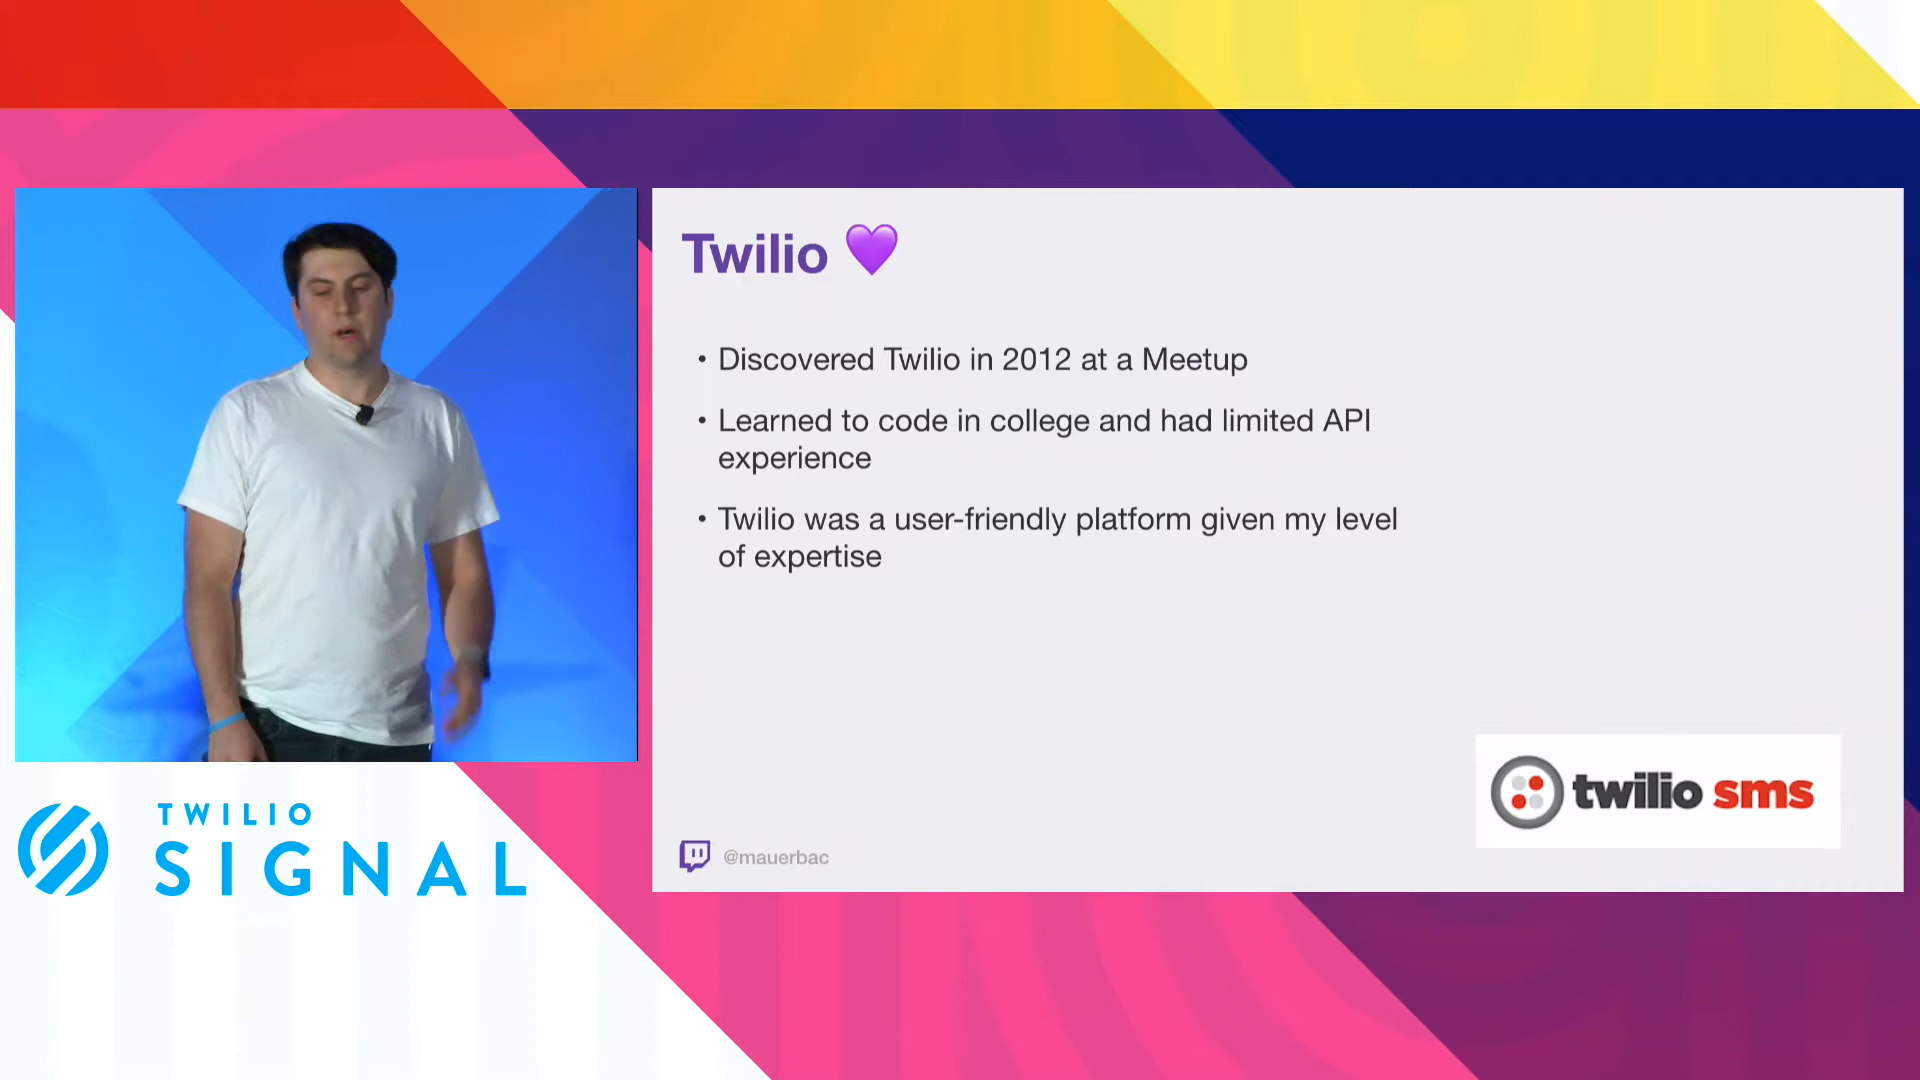 Twilio 💜
• Discovered Twilio in 2012 at a Meetup
• Learned to code in college and had limited API
experience
• Twilio was a user-friendly platform given my level
of expertise
twilio sms
@mauerbac
TWILIO
SIGNAL